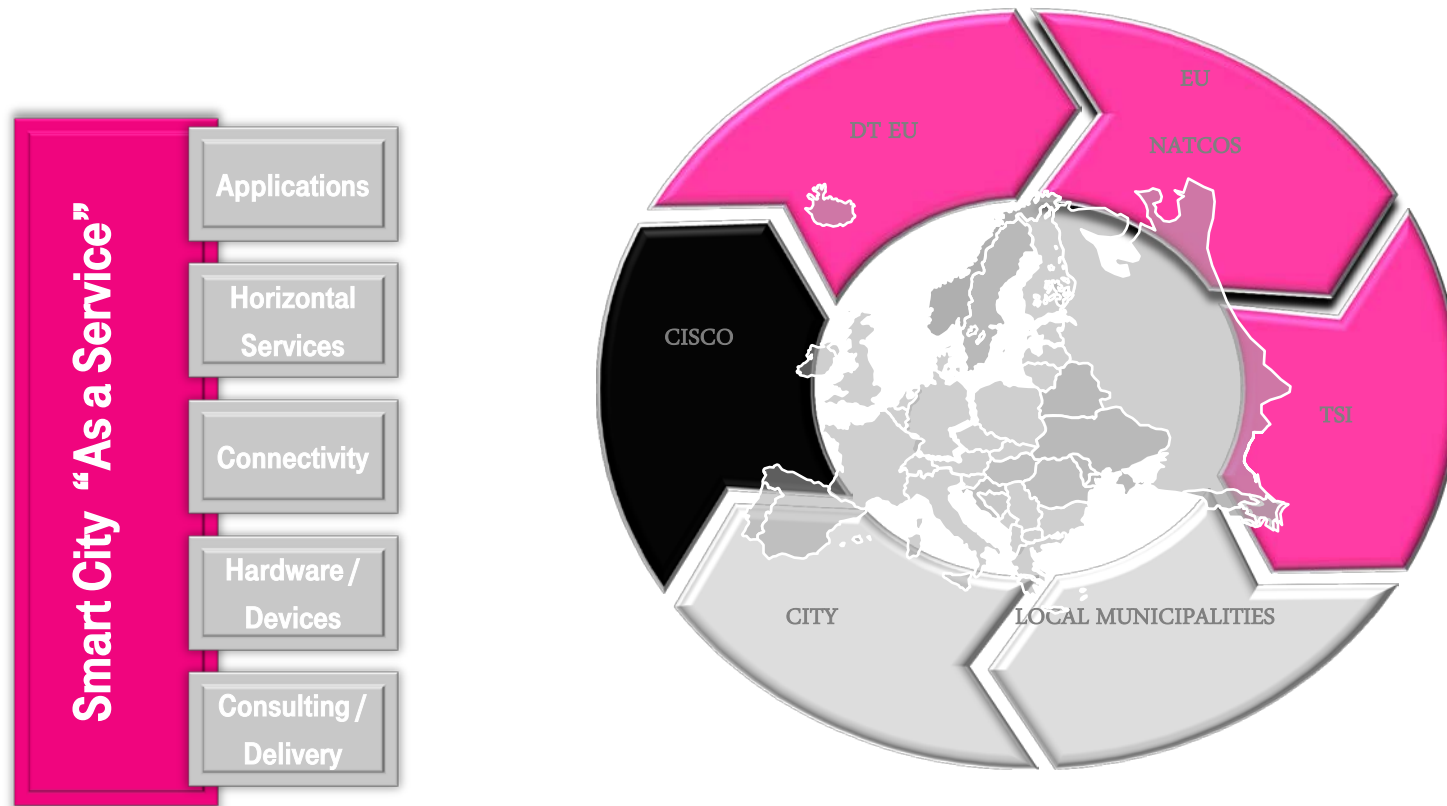 Smart City “As a Service”
Applications
Horizontal
Services
Connectivity
Hardware /
Devices
Consulting /
Delivery
DT EU
EU
NATCOS
CISCO
TSI
CITY
LOCAL MUNICIPALITIES